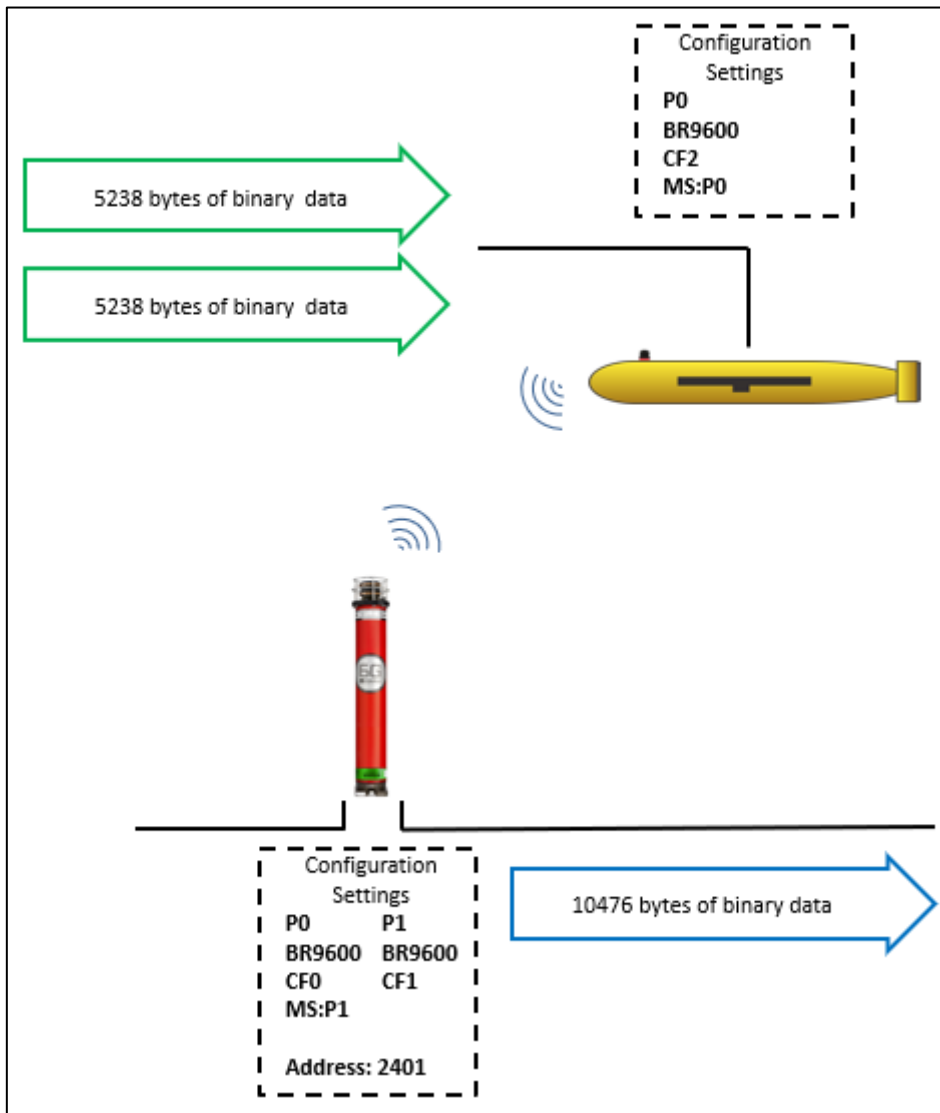 Configuration
Settings
P0
BR9600
CF2
MS:P0
5238 bytes of binary  data
5238 bytes of binary  data
6G
Configuration
Settings
P0 P1
BR9600 BR9600
CF0 CF1
MS:P1
Address: 2401
10476 bytes of binary data